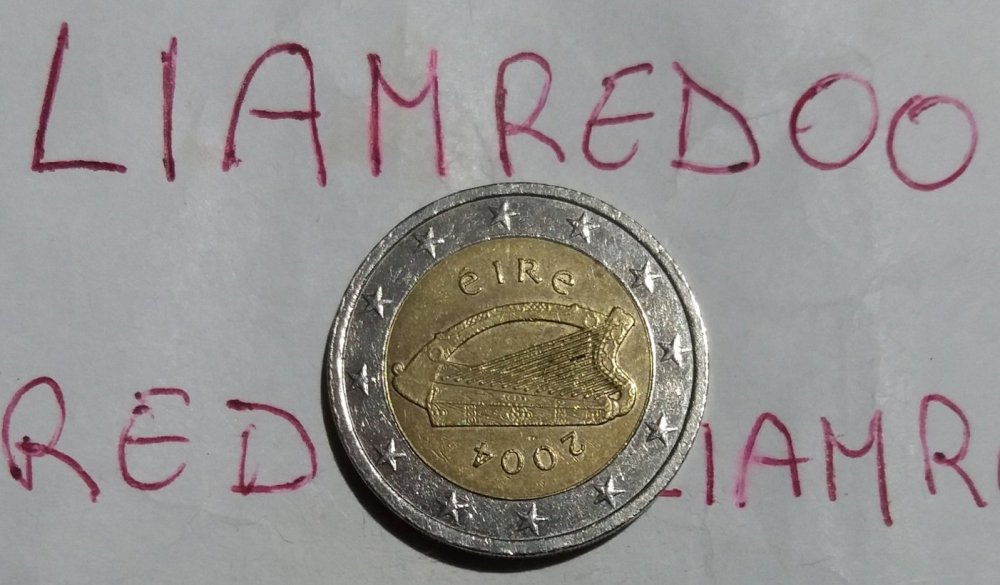 LIAMREDOO
éIRe
2004
RED LIAMR